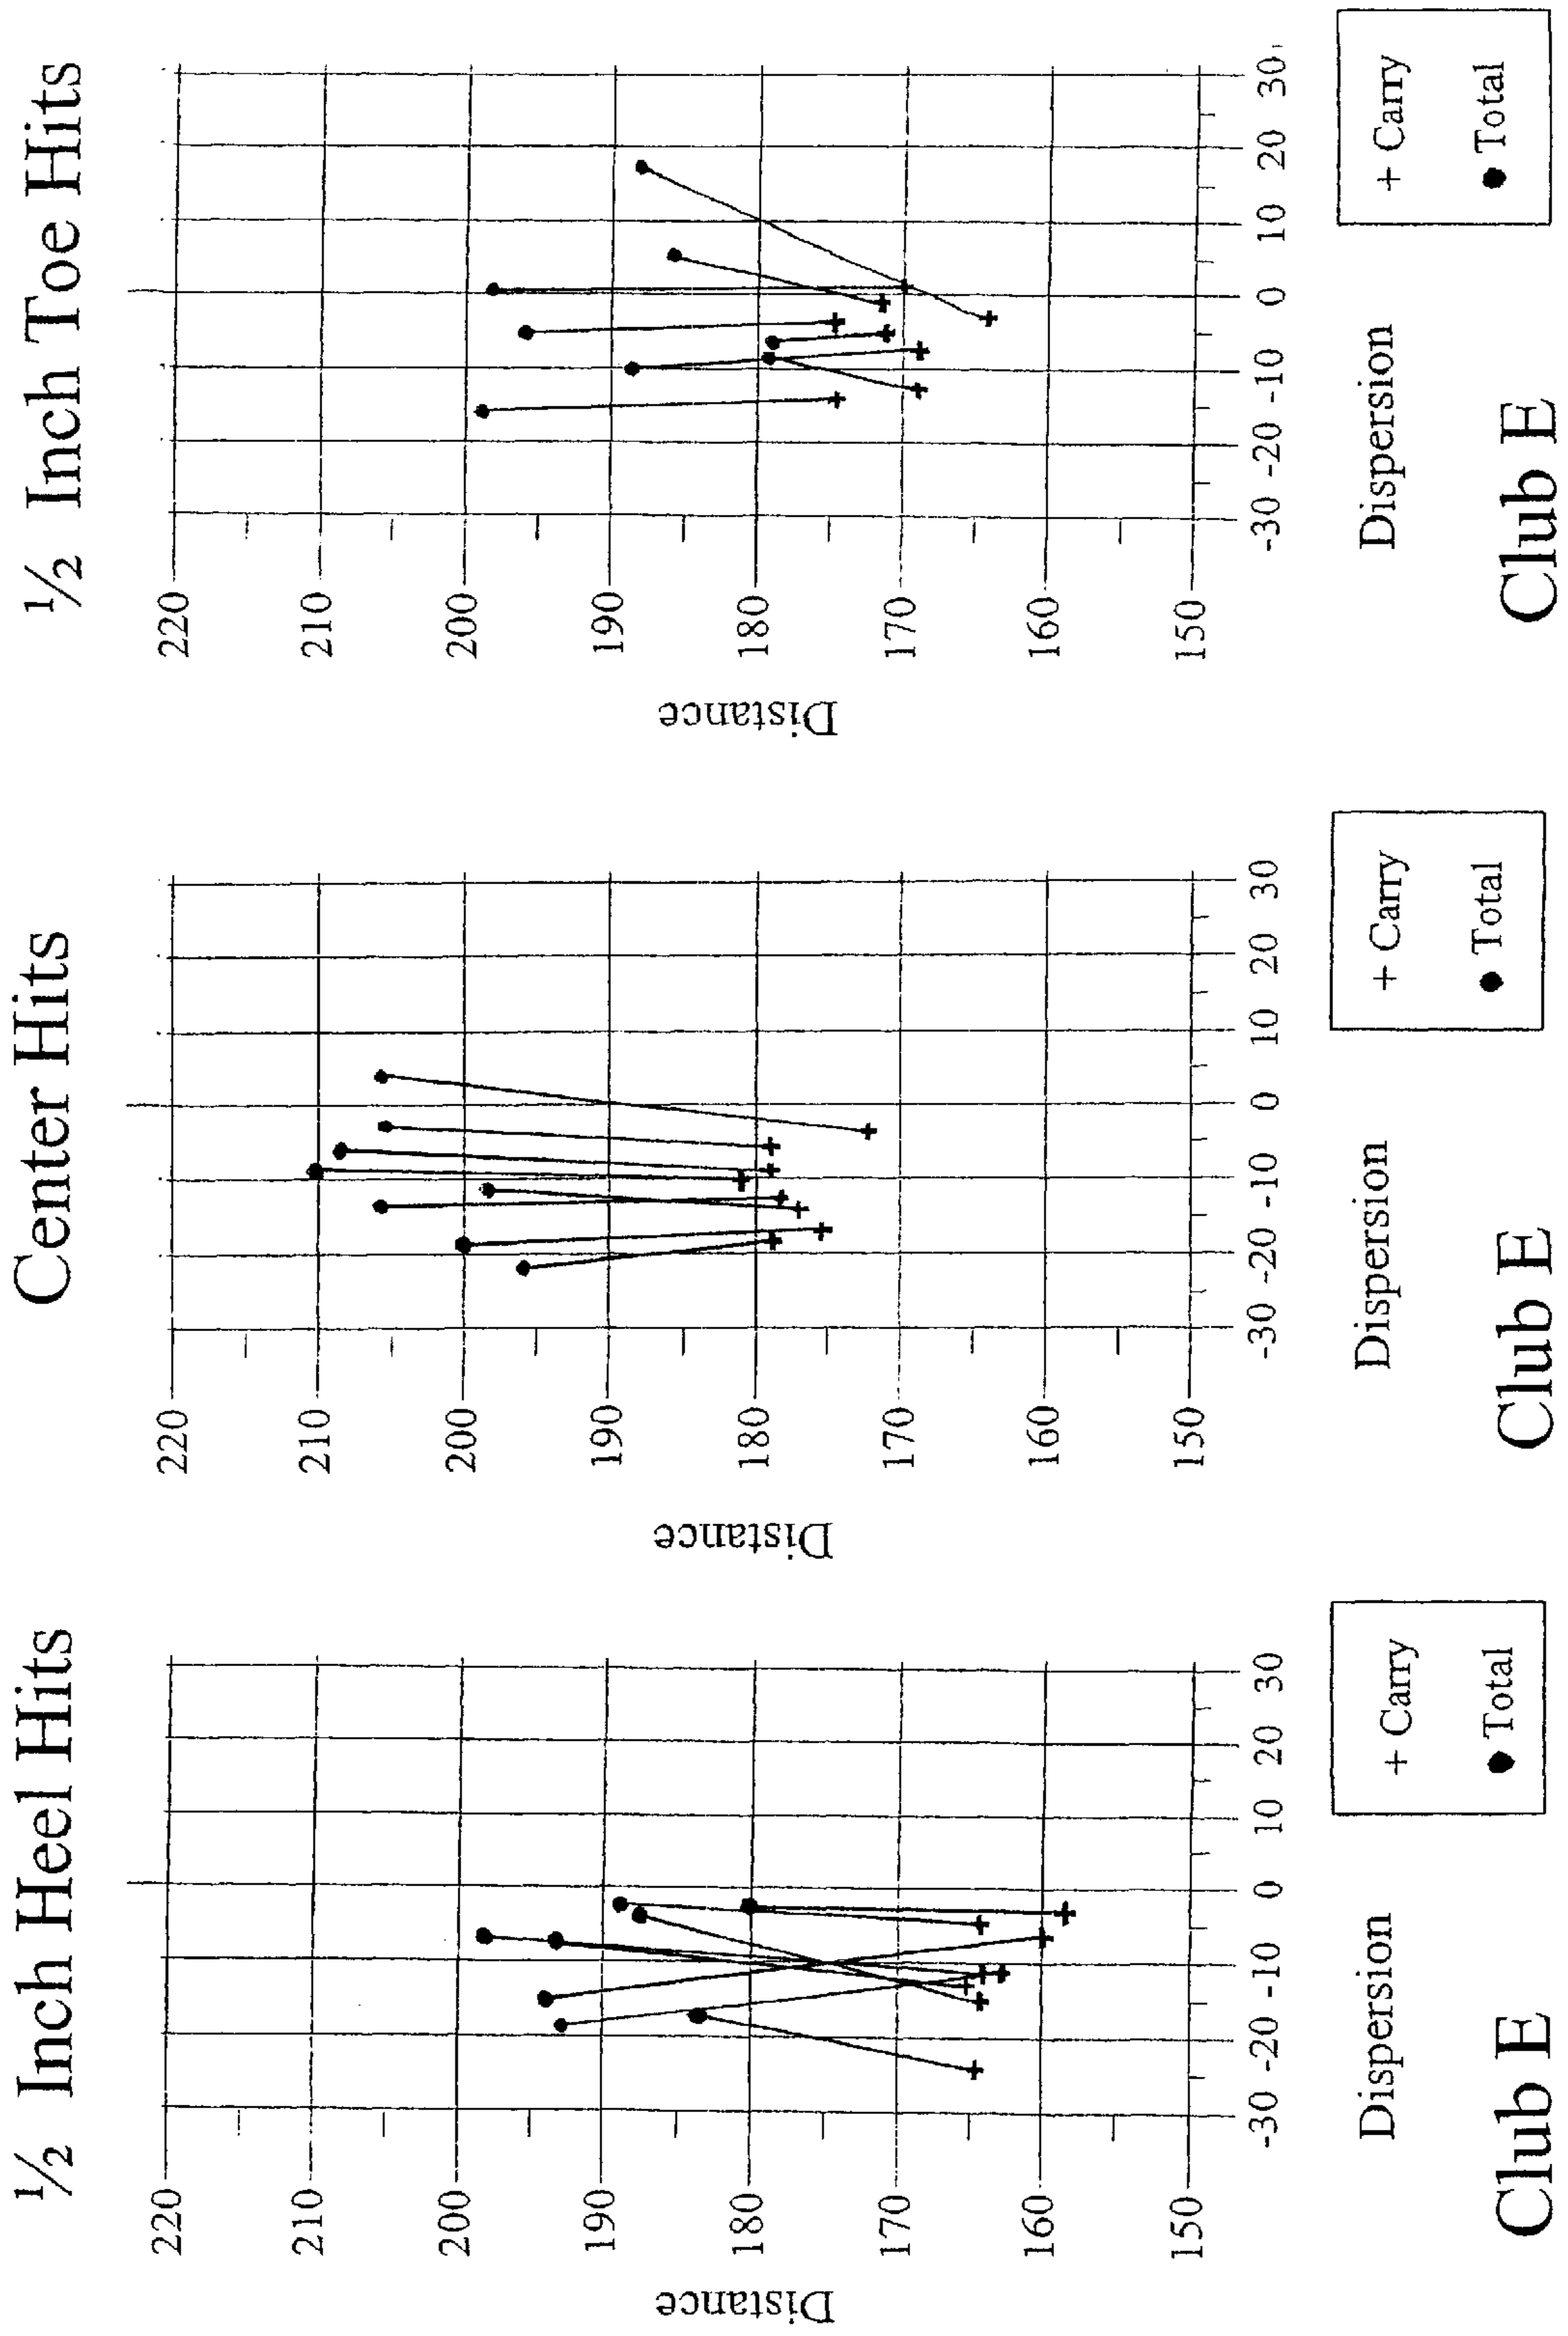 ½ Inch Heel Hits
Distance
220
210
200
190
180
170
160
150
-30 -20 -10 0 10 20 30
Dispersion
+ Carry
● Total
Club E
Center Hits
Distance
220
210
200
190
180
170
160
150
-30 -20 -10 0 10 20 30
Dispersion
+ Carry
● Total
Club E
½ Inch Toe Hits
Distance
220
210
200
190
180
170
160
150
-30 -20 -10 0 10 20 30
Dispersion
+ Carry
● Total
Club E